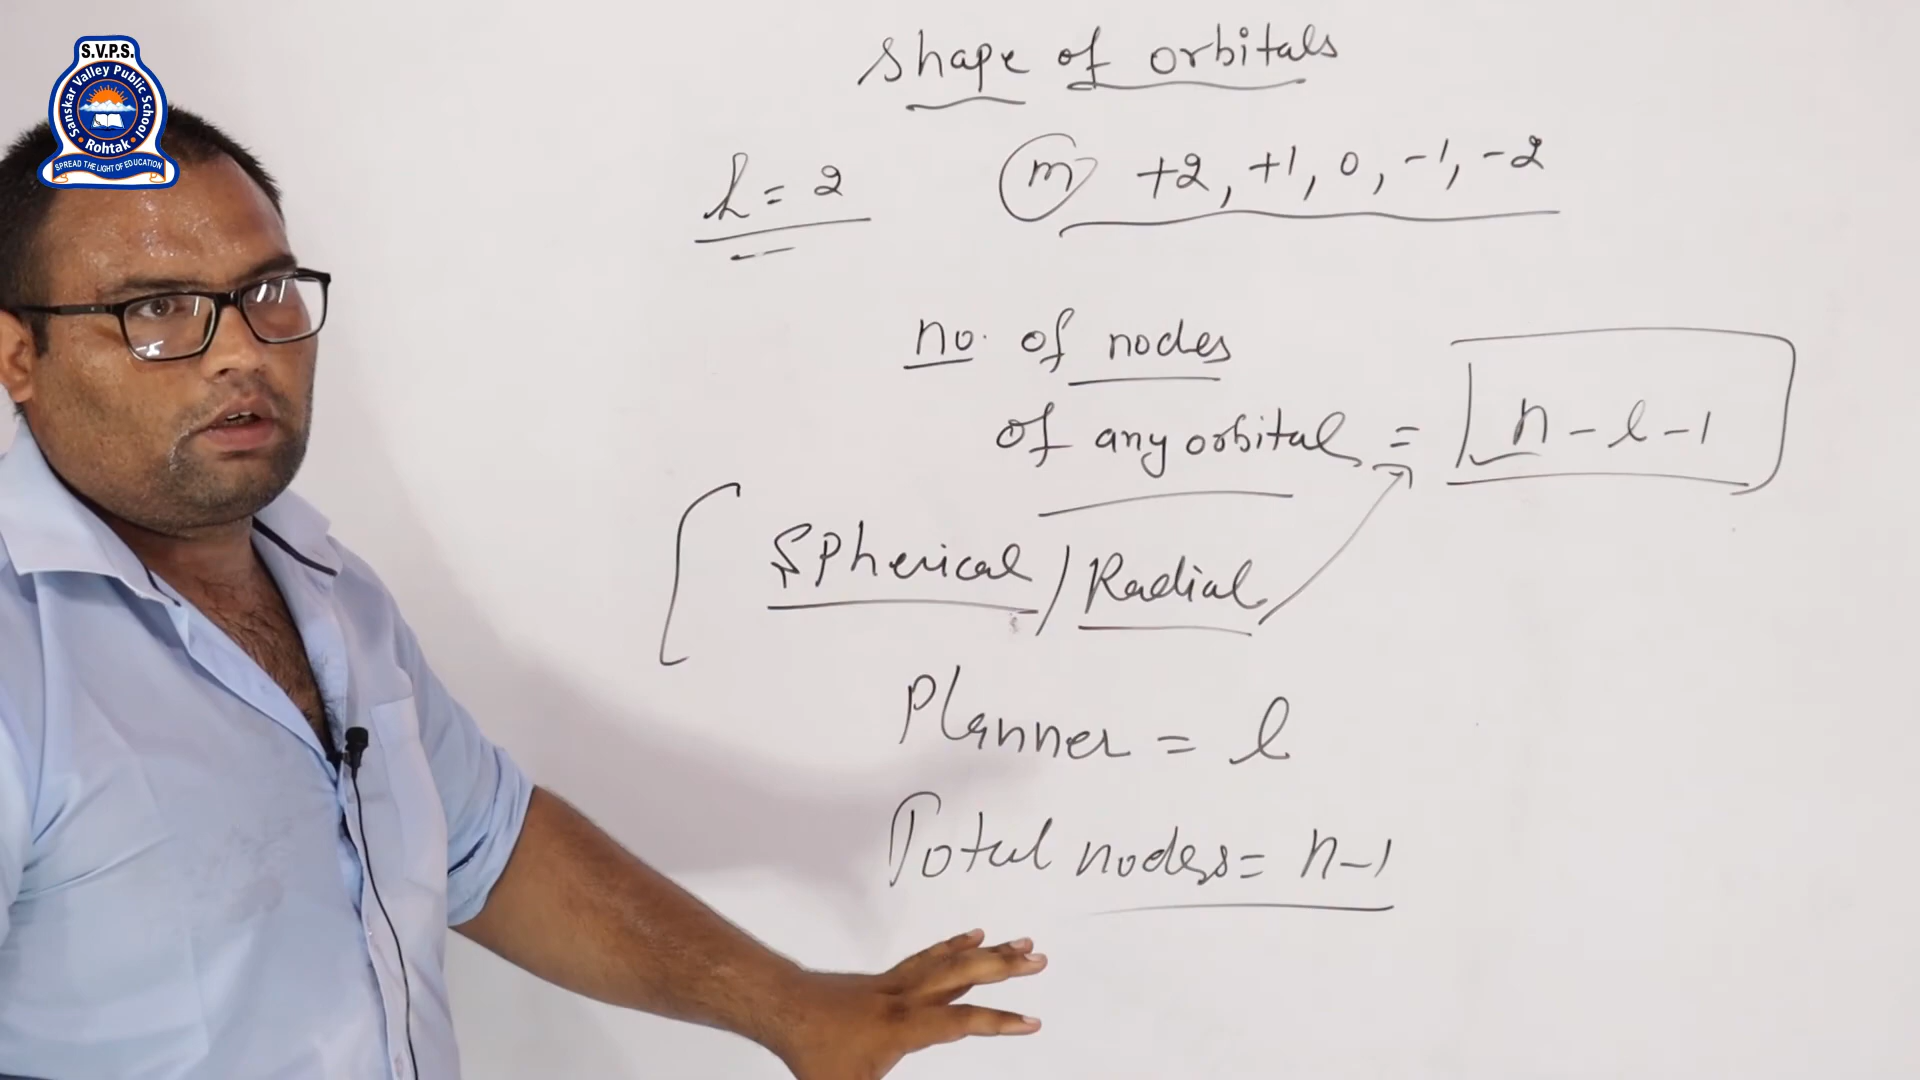 S.V.P.S.
Sanskar Valley Public School
Rohtak
SPREAD THE LIGHT OF EDUCATION
Shape of orbitals
l = 2 m +2, +1, 0, -1, -2
no. of nodes
of any orbital = n - l - 1
Spherical / Radial
Planner = l
Total nodes = n-1